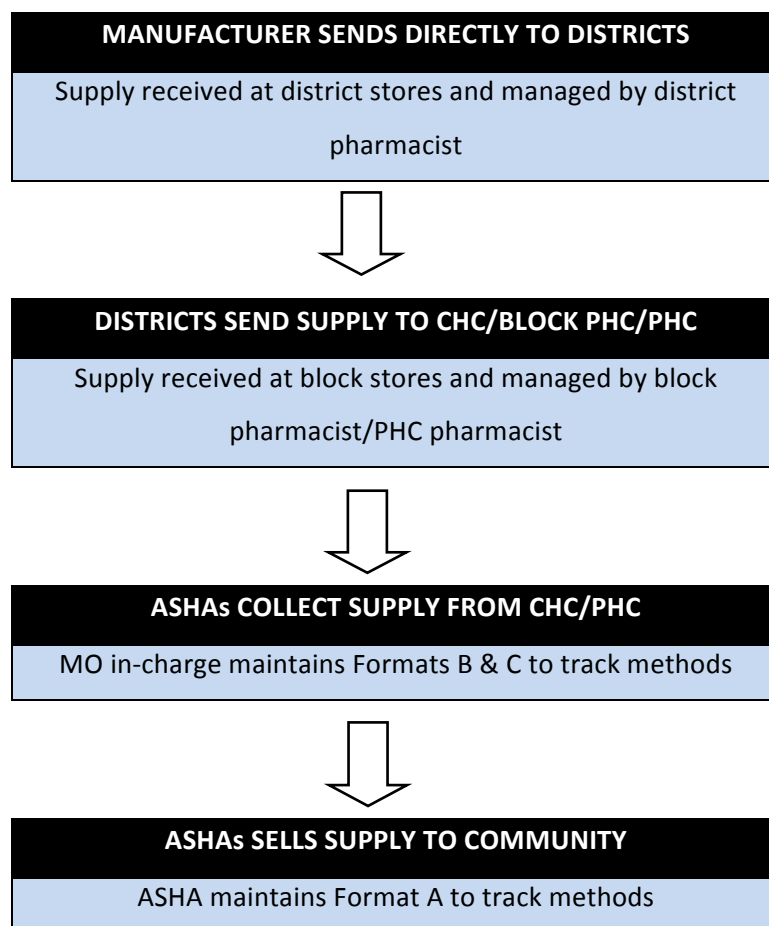 MANUFACTURER SENDS DIRECTLY TO DISTRICTS
Supply received at district stores and managed by district
pharmacist
DISTRICTS SEND SUPPLY TO CHC/BLOCK PHC/PHC
Supply received at block stores and managed by block
pharmacist/PHC pharmacist
ASHAs COLLECT SUPPLY FROM CHC/PHC
MO in-charge maintains Formats B & C to track methods
ASHAs SELLS SUPPLY TO COMMUNITY
ASHA maintains Format A to track methods